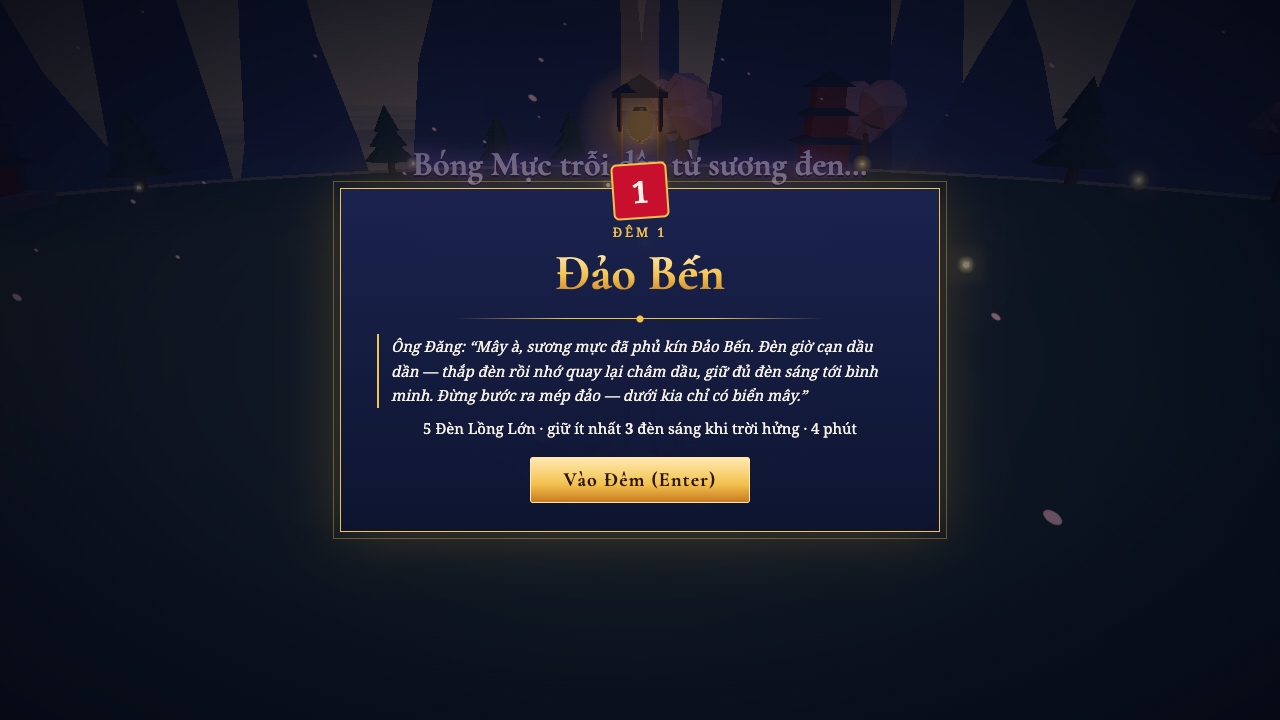 Bóng Mực trỗi dậy từ sương đen...
1
ĐÊM 1
Đảo Bến
Ông Đăng: “Mây à, sương mực đã phủ kín Đảo Bến. Đèn giờ cạn dầu
dần — thắp đèn rồi nhớ quay lại châm dầu, giữ đủ đèn sáng tới bình
minh. Đừng bước ra mép đảo — dưới kia chỉ có biển mây.”
5 Đèn Lồng Lớn · giữ ít nhất 3 đèn sáng khi trời hửng · 4 phút
Vào Đêm (Enter)